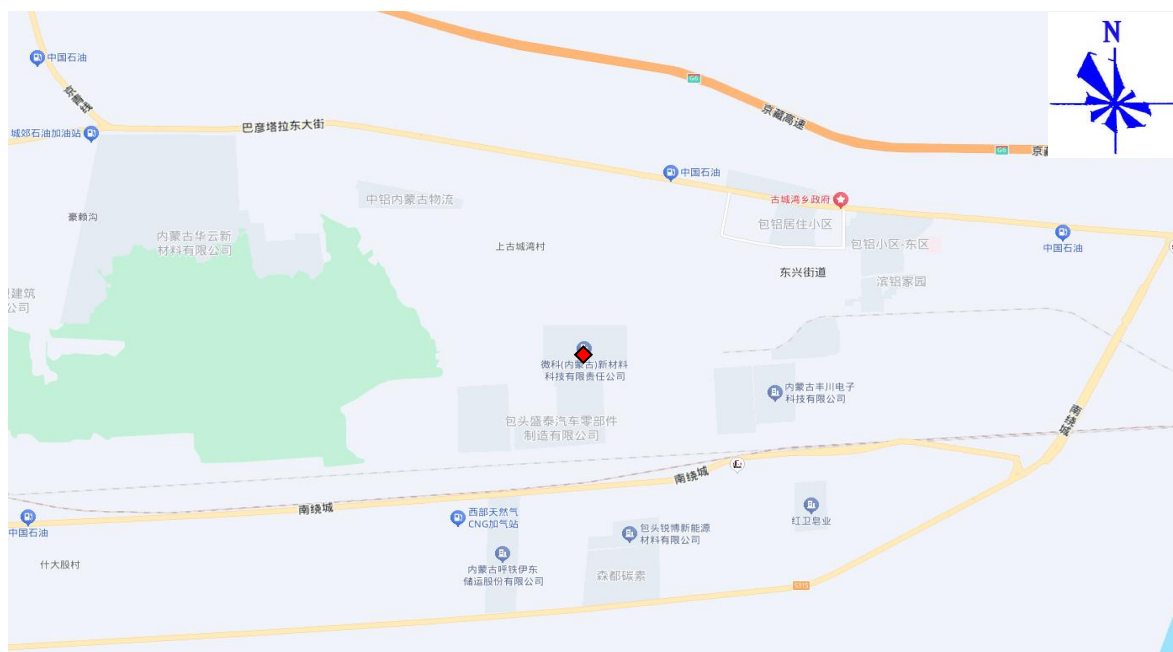 N
中国石油
G6
京青线
京藏高速
城郊石油加油站
巴彦塔拉东大街
G6
中国石油
中铝内蒙古物流
古城湾乡政府
豪赖沟
包铝居住小区
内蒙古华云新
材料有限公司
上古城湾村
包铝小区-东区
中国石油
东兴街道
滨铝家园
建筑
公司
微科(内蒙古)新材料
科技有限责任公司
内蒙古丰川电子
科技有限公司
包头盛泰汽车零部件
制造有限公司
南绕城
南绕城
南绕城
中国石油
西部天然气
CNG加气站
红卫皂业
包头锐博新能源
材料有限公司
什大股村
内蒙古呼铁伊东
储运股份有限公司
森都碳素